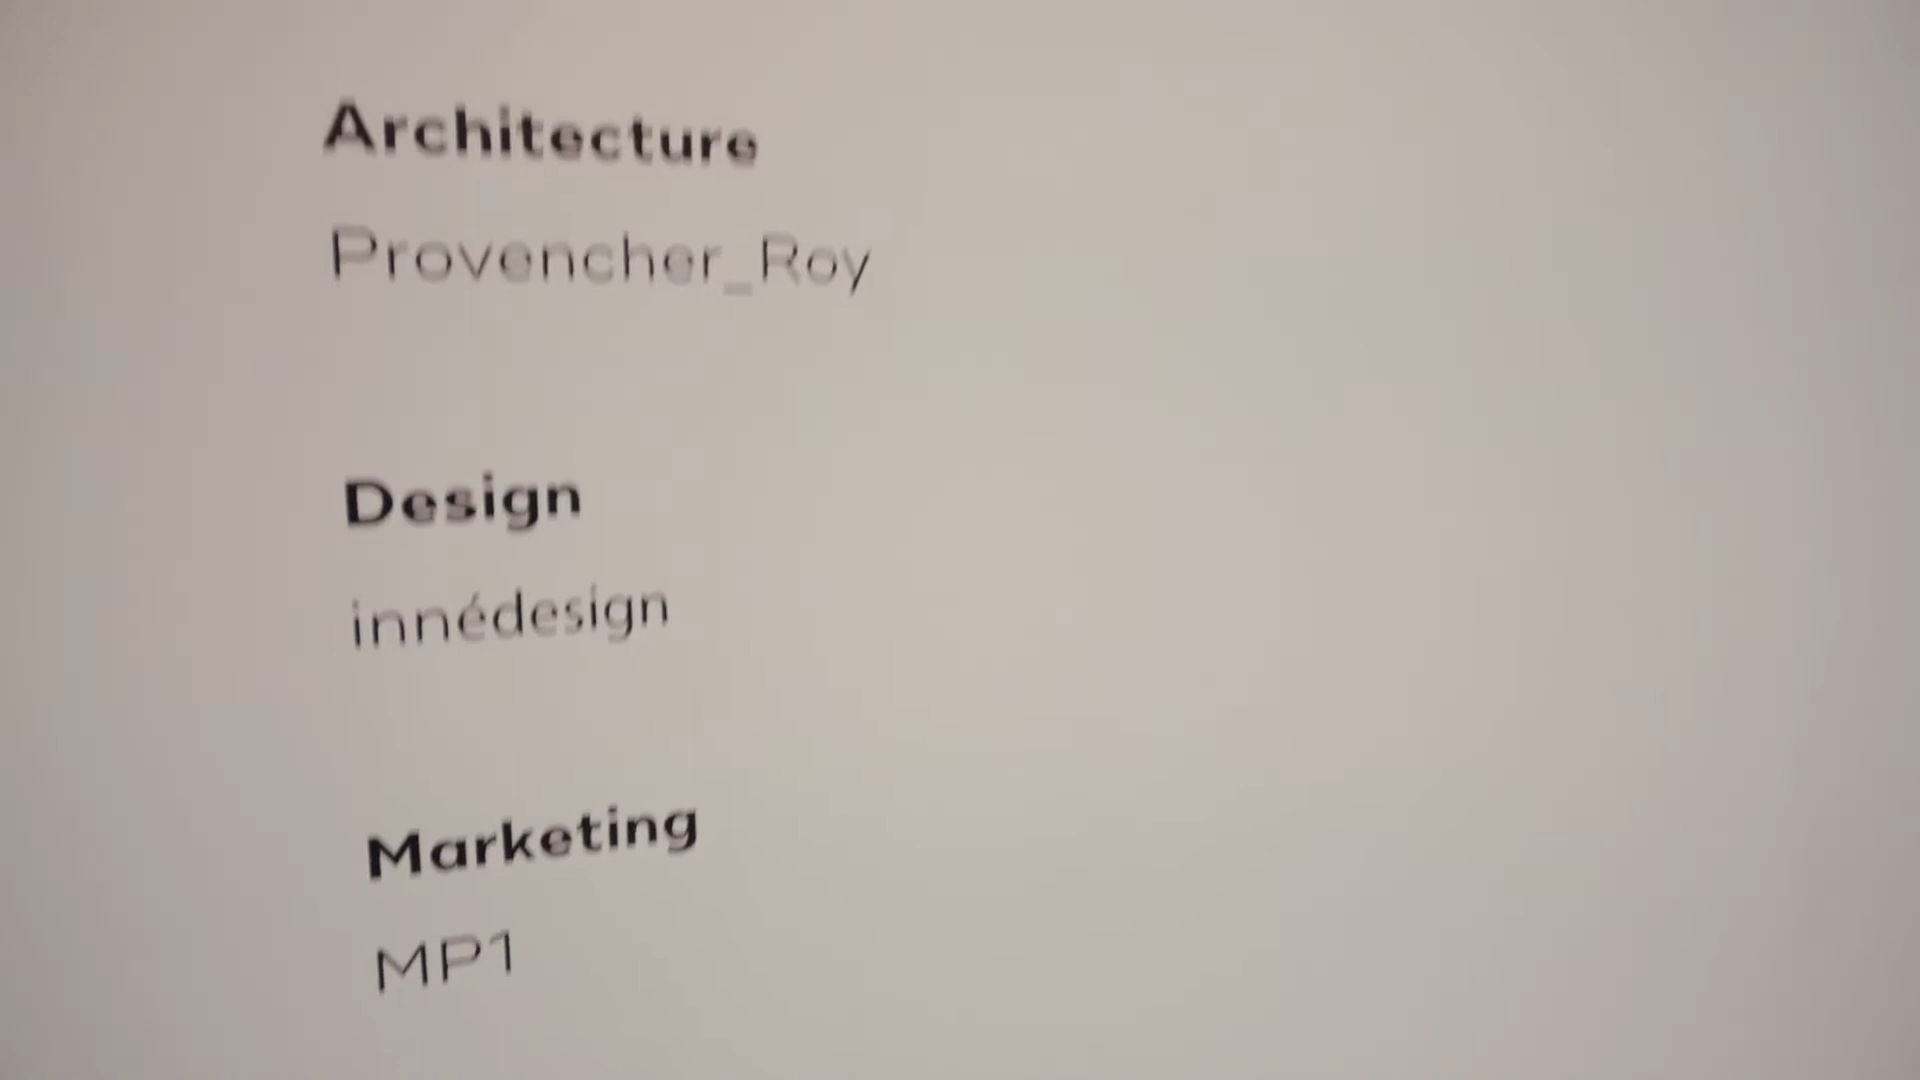 Architecture
Provencher_Roy
Design
innédesign
Marketing
MP1